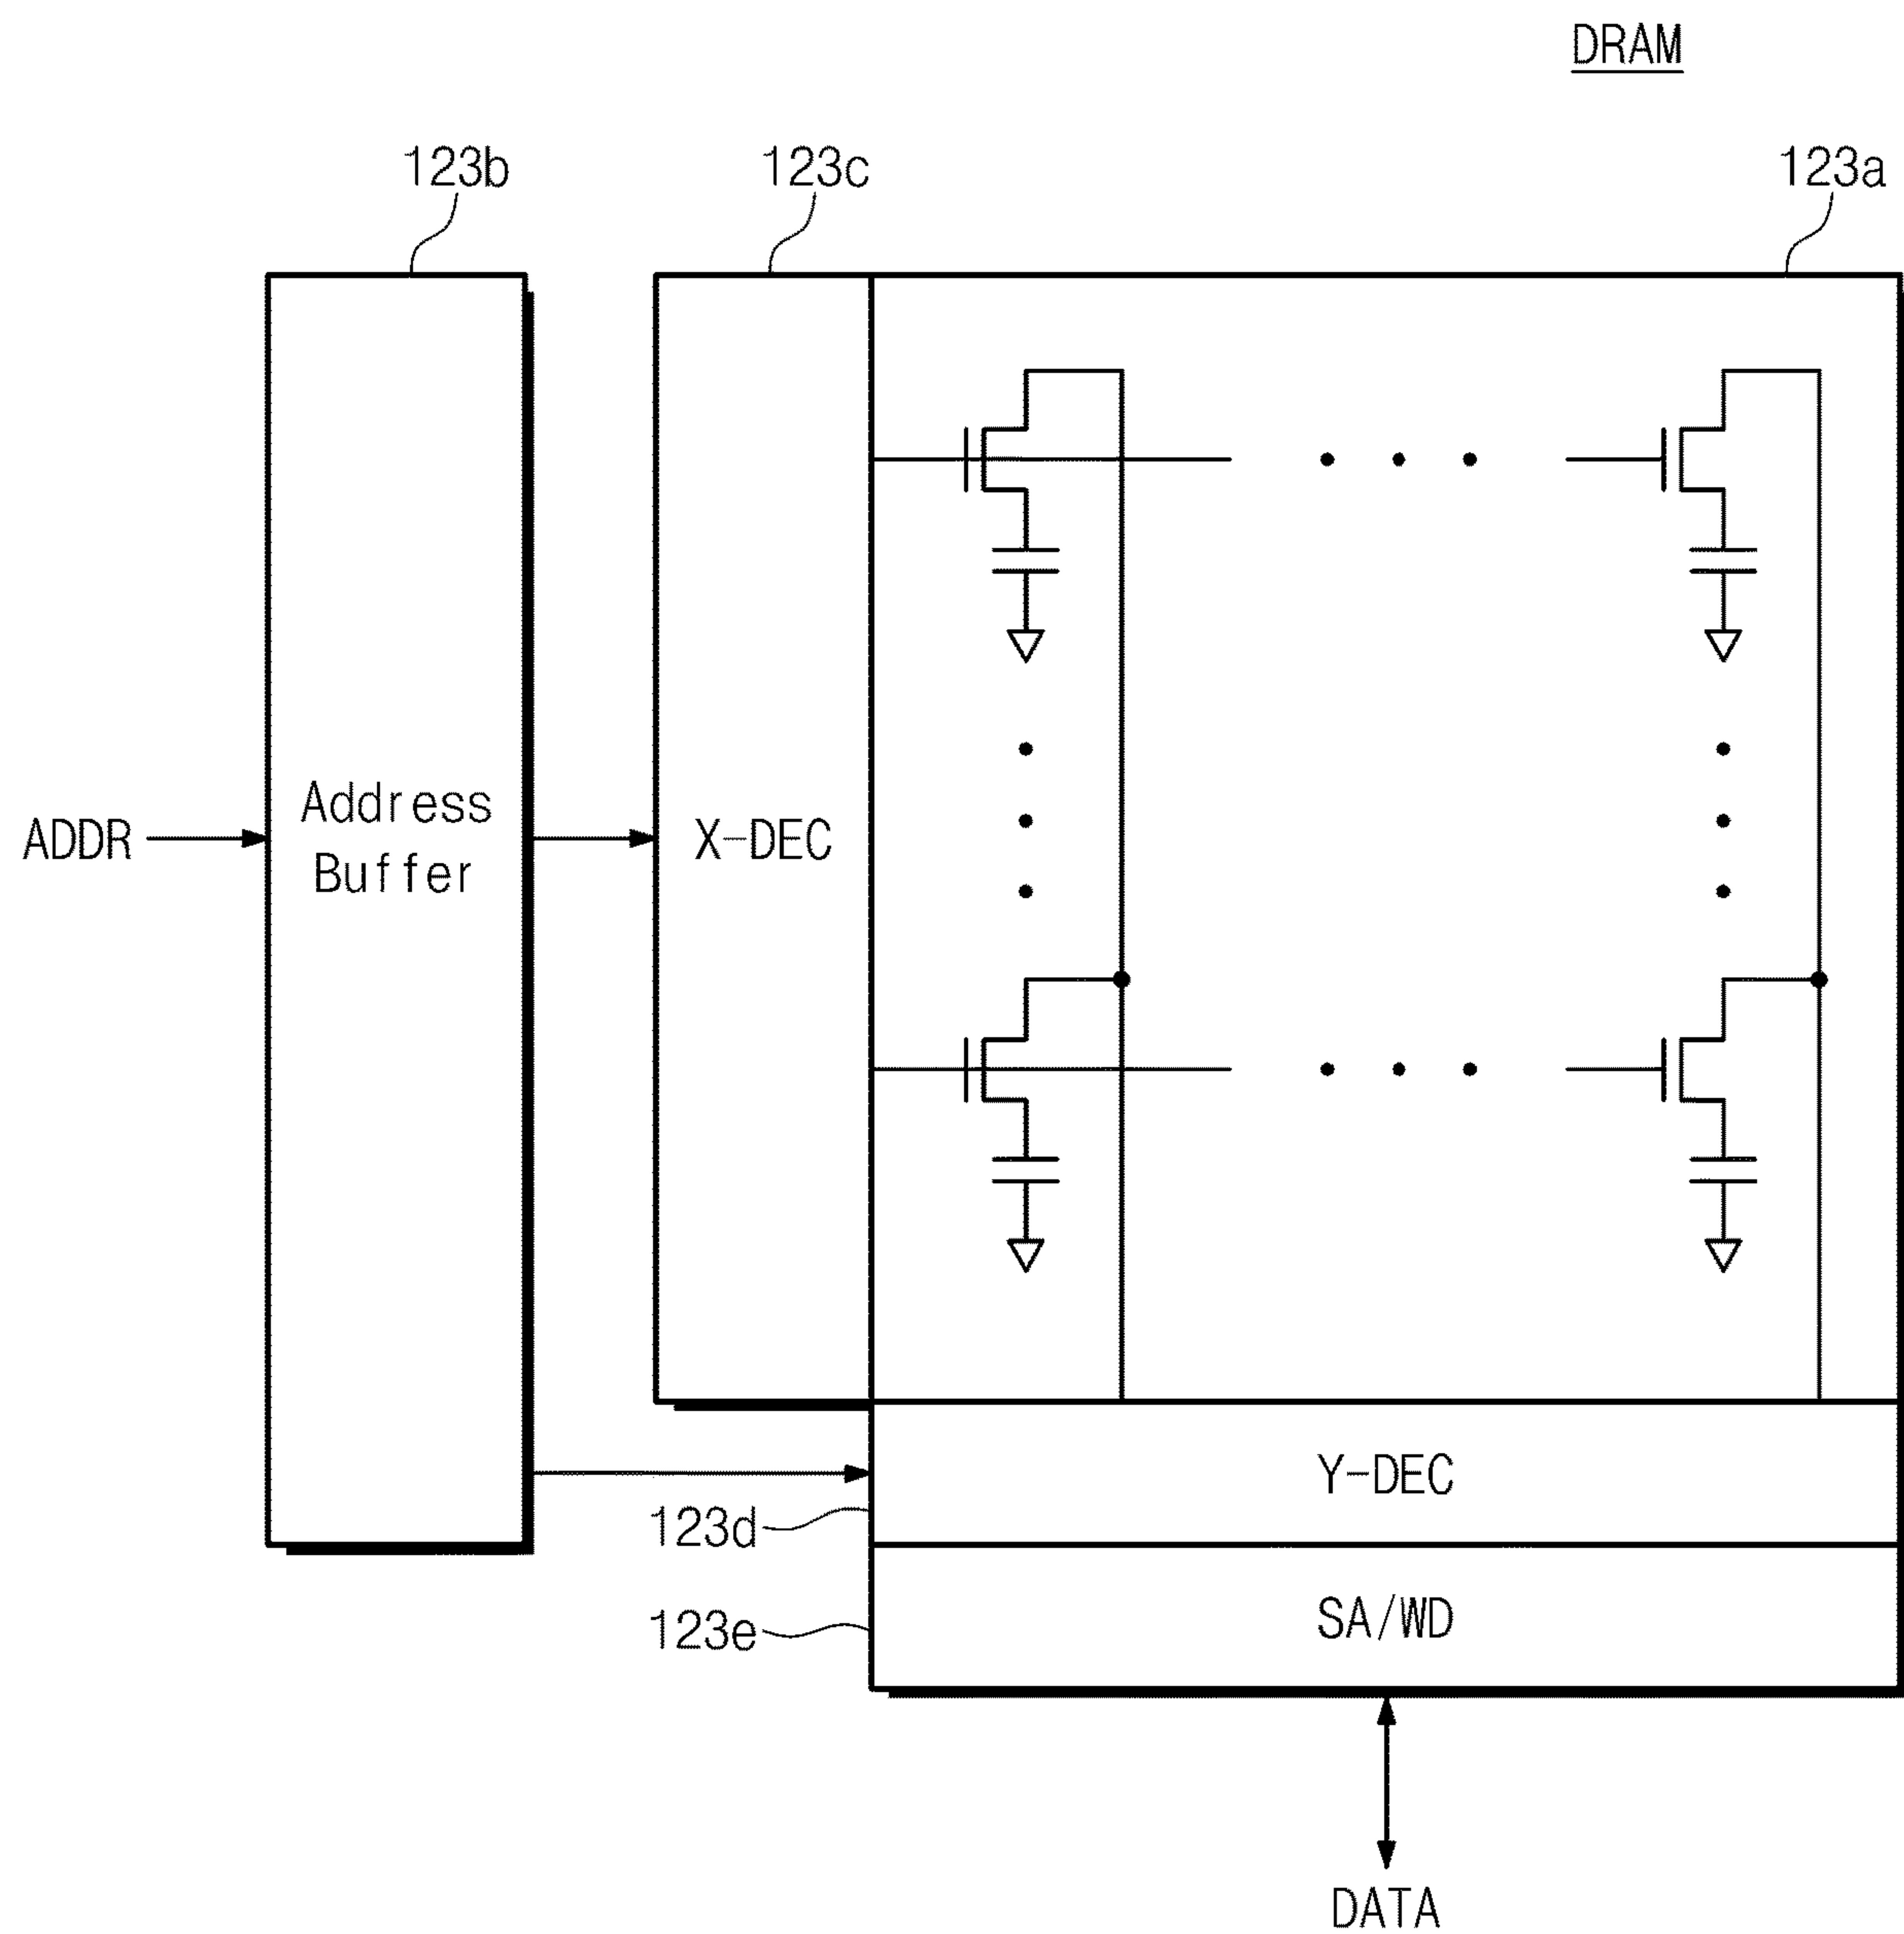 DRAM
123b
123c
123a
ADDR
Address
Buffer
X-DEC
Y-DEC
123d
SA/WD
123e
DATA